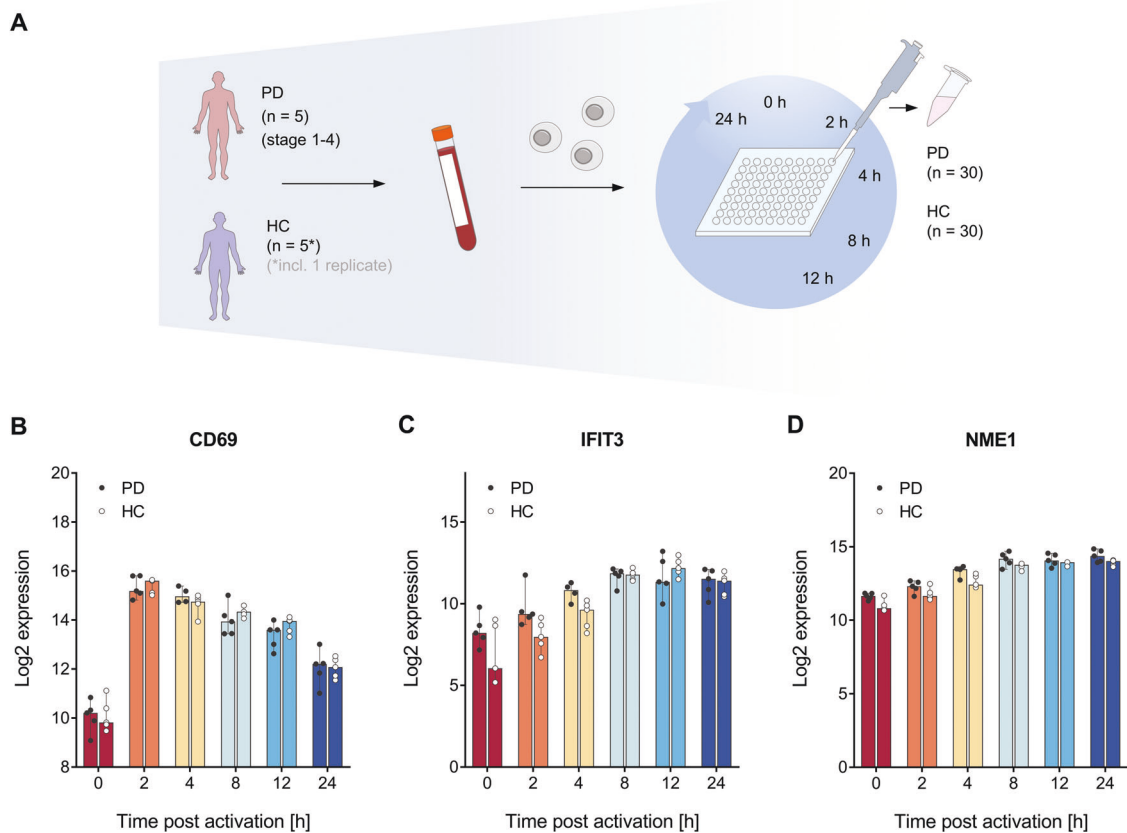 A
PD
(n = 5)
(stage 1-4)
HC
(n = 5*)
(*incl. 1 replicate)
0 h
2 h
4 h
8 h
12 h
24 h
PD
(n = 30)
HC
(n = 30)
B
CD69
PD
HC
Log2 expression
20
18
16
14
12
10
8
0 2 4 8 12 24
Time post activation [h]
C
IFIT3
PD
HC
Log2 expression
15
10
5
0
0 2 4 8 12 24
Time post activation [h]
D
NME1
PD
HC
Log2 expression
20
15
10
5
0
0 2 4 8 12 24
Time post activation [h]